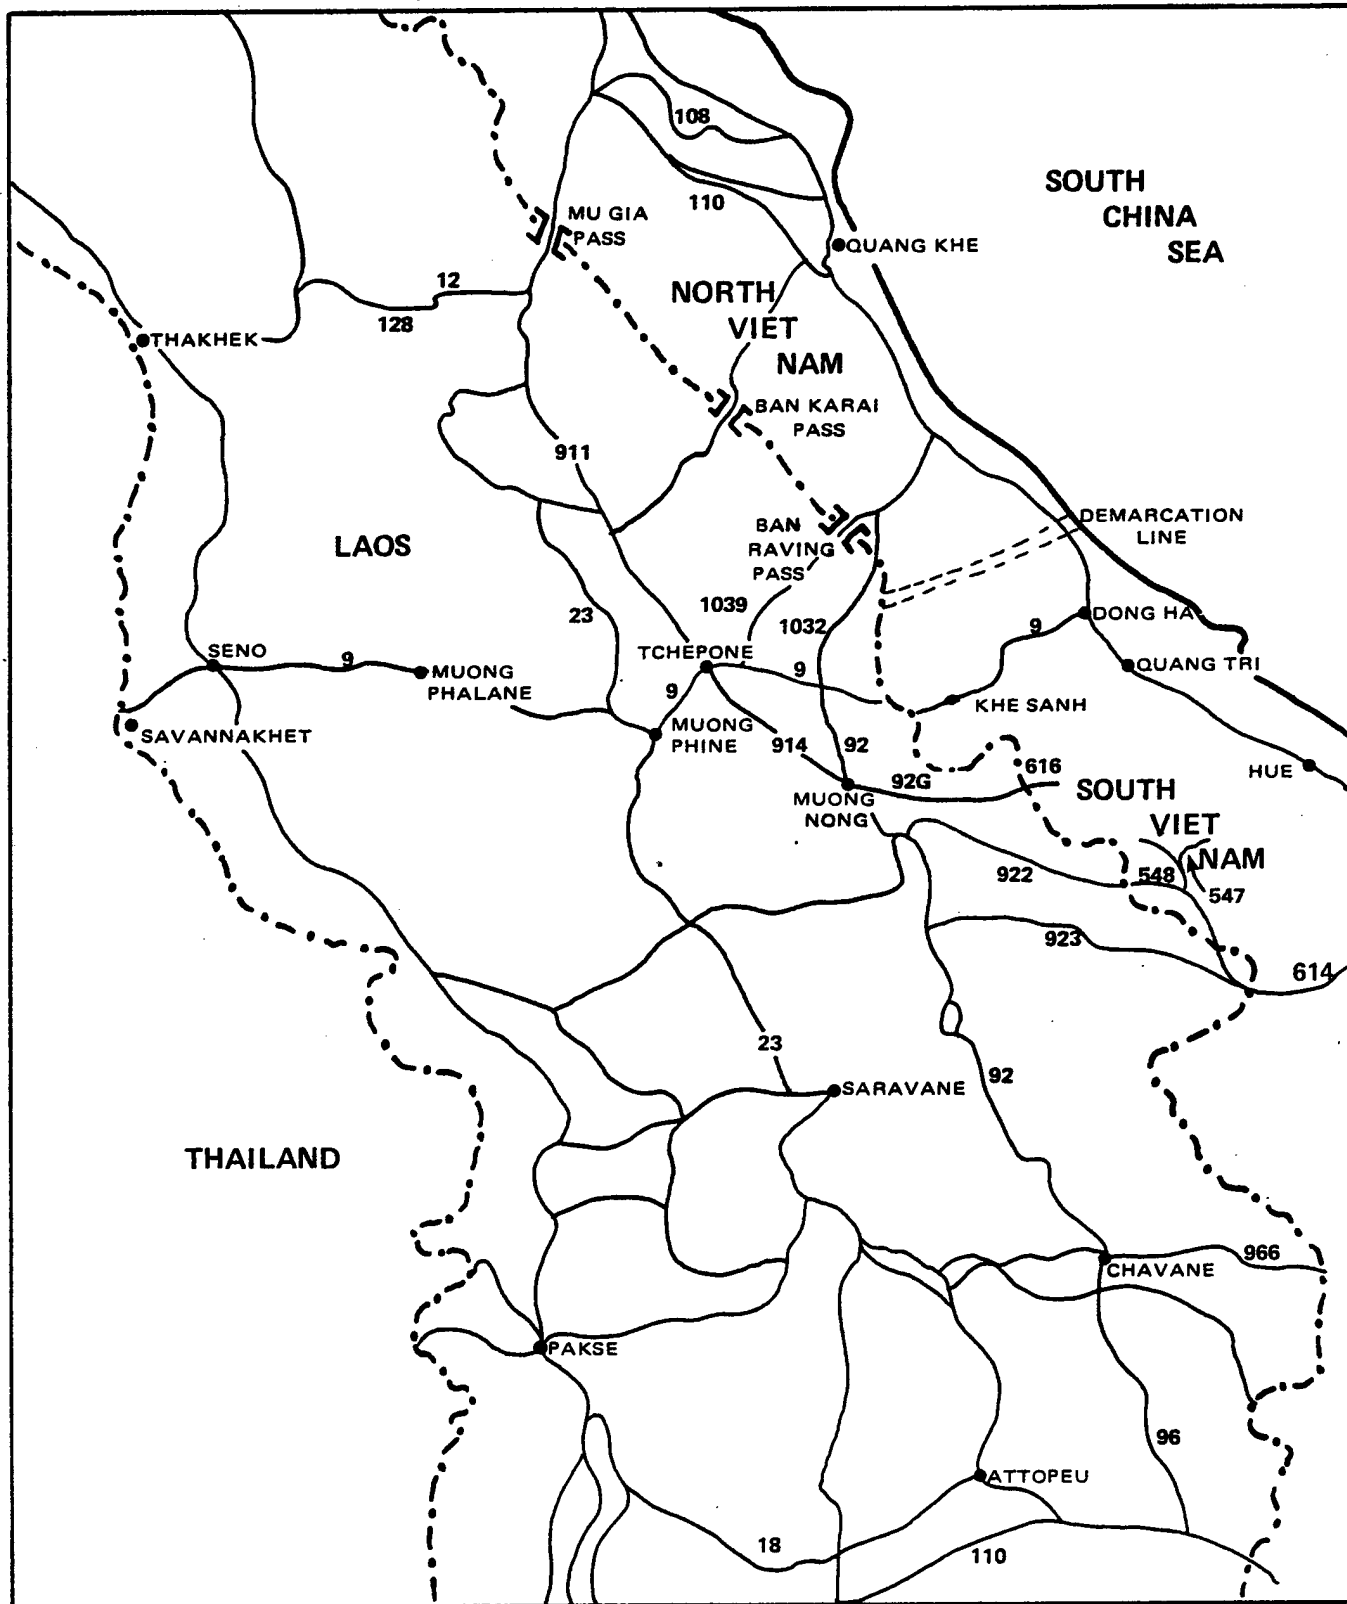 108
SOUTH
CHINA
SEA
110
MU GIA
PASS
QUANG KHE
12
NORTH
VIET
NAM
128
THAKHEK
BAN KARAI
PASS
911
DEMARCATION
LINE
BAN
RAVING
PASS
LAOS
1039
23
1032
DONG HA
9
SENO
9
TCHEPONE
9
QUANG TRI
MUONG
PHALANE
9
KHE SANH
SAVANNAKHET
MUONG
PHINE
914
92
616
HUE
92G
MUONG
NONG
SOUTH
VIET
NAM
922
548
547
923
614
23
92
SARAVANE
THAILAND
966
CHAVANE
PAKSE
96
ATTOPEU
18
110